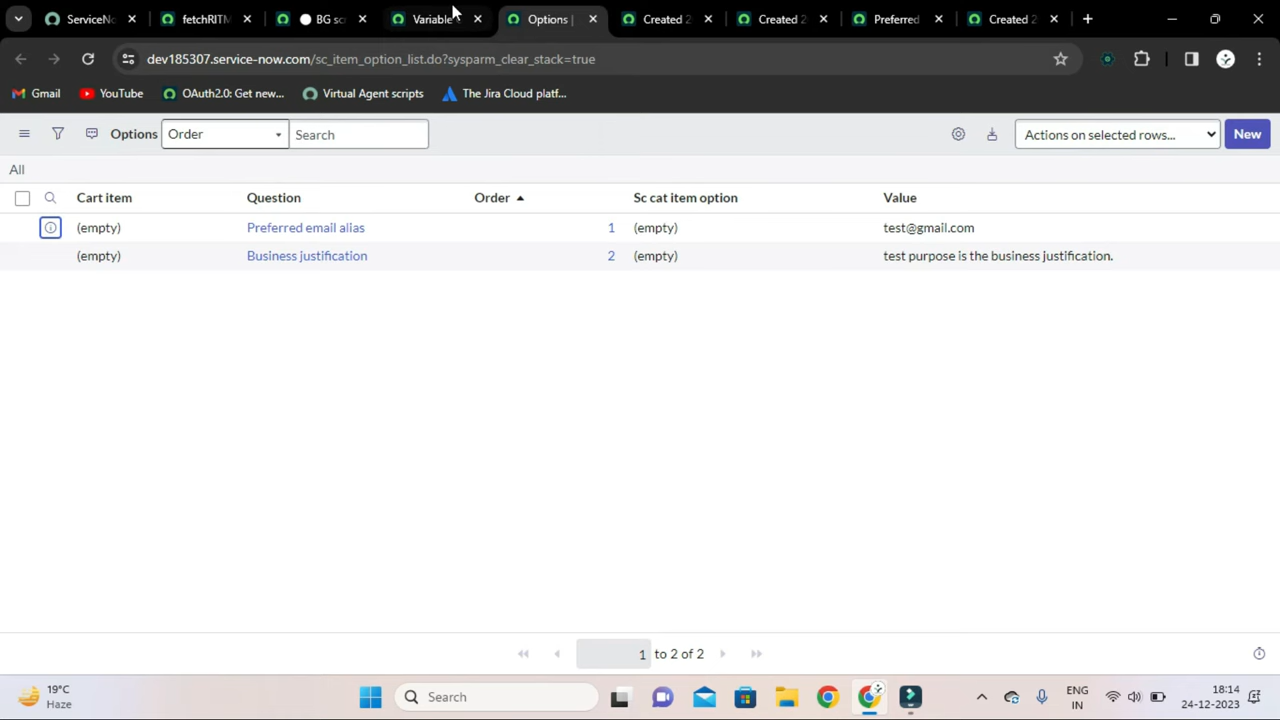 ServiceNo
fetchRITM
BG sc
Variable
Options |
Created 2
Created 2
Preferred
Created 2
dev185307.service-now.com/sc_item_option_list.do?sysparm_clear_stack=true
Gmail
YouTube
OAuth2.0: Get new...
Virtual Agent scripts
The Jira Cloud platf...
Options
Order
Search
Actions on selected rows...
New
All
Cart item
Question
Order
Sc cat item option
Value
(empty)
Preferred email alias
1
(empty)
test@gmail.com
(empty)
Business justification
2
(empty)
test purpose is the business justification.
1 to 2 of 2
19°C
Haze
Search
ENG
IN
18:14
24-12-2023